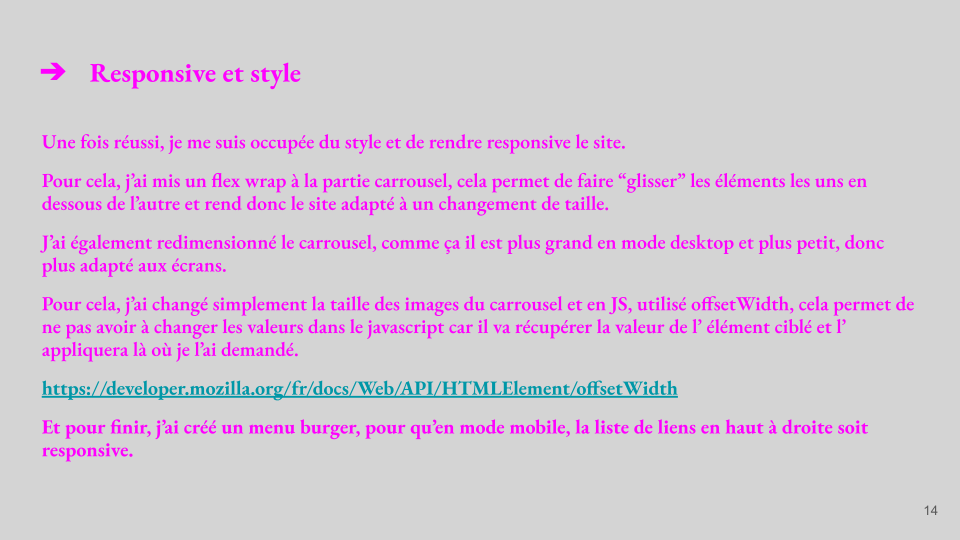 ➔ Responsive et style
Une fois réussi, je me suis occupée du style et de rendre responsive le site.
Pour cela, j’ai mis un flex wrap à la partie carrousel, cela permet de faire “glisser” les éléments les uns en
dessous de l’autre et rend donc le site adapté à un changement de taille.
J’ai également redimensionné le carrousel, comme ça il est plus grand en mode desktop et plus petit, donc
plus adapté aux écrans.
Pour cela, j’ai changé simplement la taille des images du carrousel et en JS, utilisé offsetWidth, cela permet de
ne pas avoir à changer les valeurs dans le javascript car il va récupérer la valeur de l’ élément ciblé et l’
appliquera là où je l’ai demandé.
https://developer.mozilla.org/fr/docs/Web/API/HTMLElement/offsetWidth
Et pour finir, j’ai créé un menu burger, pour qu’en mode mobile, la liste de liens en haut à droite soit
responsive.
14